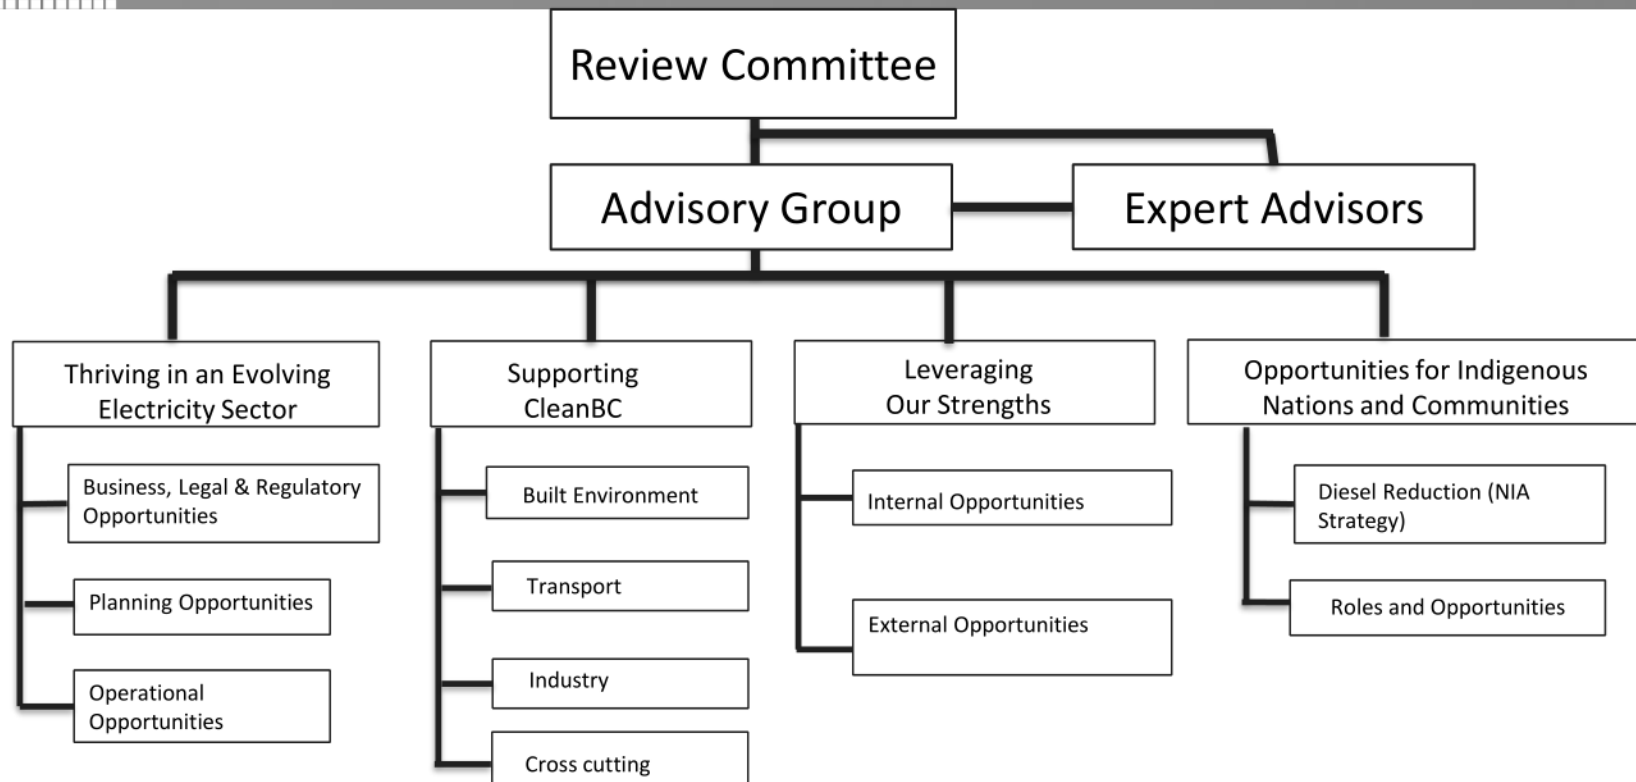 Review Committee
Advisory Group
Expert Advisors
Thriving in an Evolving
Electricity Sector
Business, Legal & Regulatory
Opportunities
Planning Opportunities
Operational
Opportunities
Supporting
CleanBC
Built Environment
Transport
Industry
Cross cutting
Leveraging
Our Strengths
Internal Opportunities
External Opportunities
Opportunities for Indigenous
Nations and Communities
Diesel Reduction (NIA
Strategy)
Roles and Opportunities